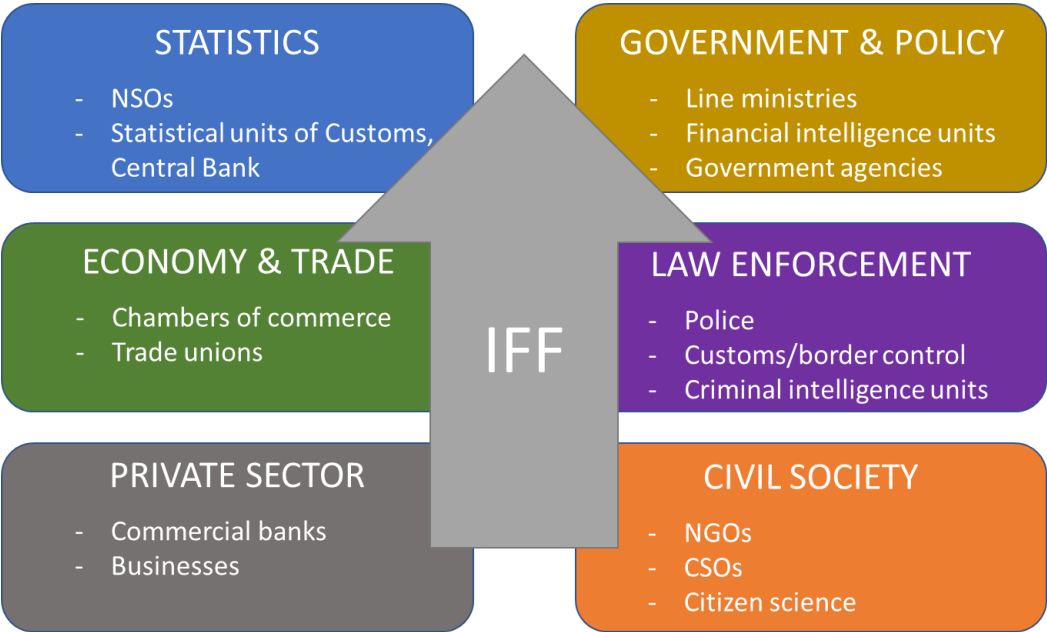 STATISTICS
- NSOs
- Statistical units of Customs,
Central Bank
GOVERNMENT & POLICY
- Line ministries
- Financial intelligence units
- Government agencies
ECONOMY & TRADE
- Chambers of commerce
- Trade unions
LAW ENFORCEMENT
- Police
- Customs/border control
- Criminal intelligence units
IFF
PRIVATE SECTOR
- Commercial banks
- Businesses
CIVIL SOCIETY
- NGOs
- CSOs
- Citizen science